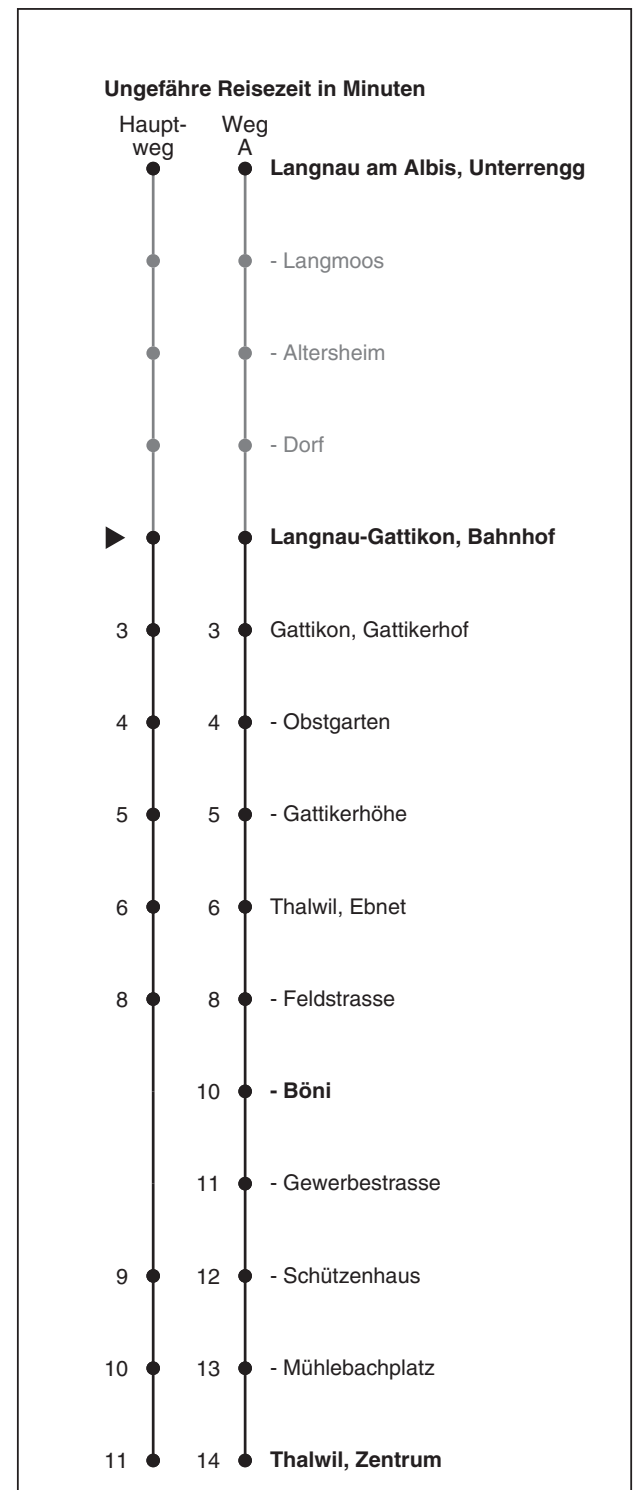 Ungefähre Reisezeit in Minuten
Haupt- Weg
weg A
Langnau am Albis, Unterrengg
- Langmoos
- Altersheim
- Dorf
Langnau-Gattikon, Bahnhof
3 3 Gattikon, Gattikerhof
4 4 - Obstgarten
5 5 - Gattikerhöhe
6 6 Thalwil, Ebnet
8 8 - Feldstrasse
10 - Böni
11 - Gewerbestrasse
9 12 - Schützenhaus
10 13 - Mühlebachplatz
11 14 Thalwil, Zentrum